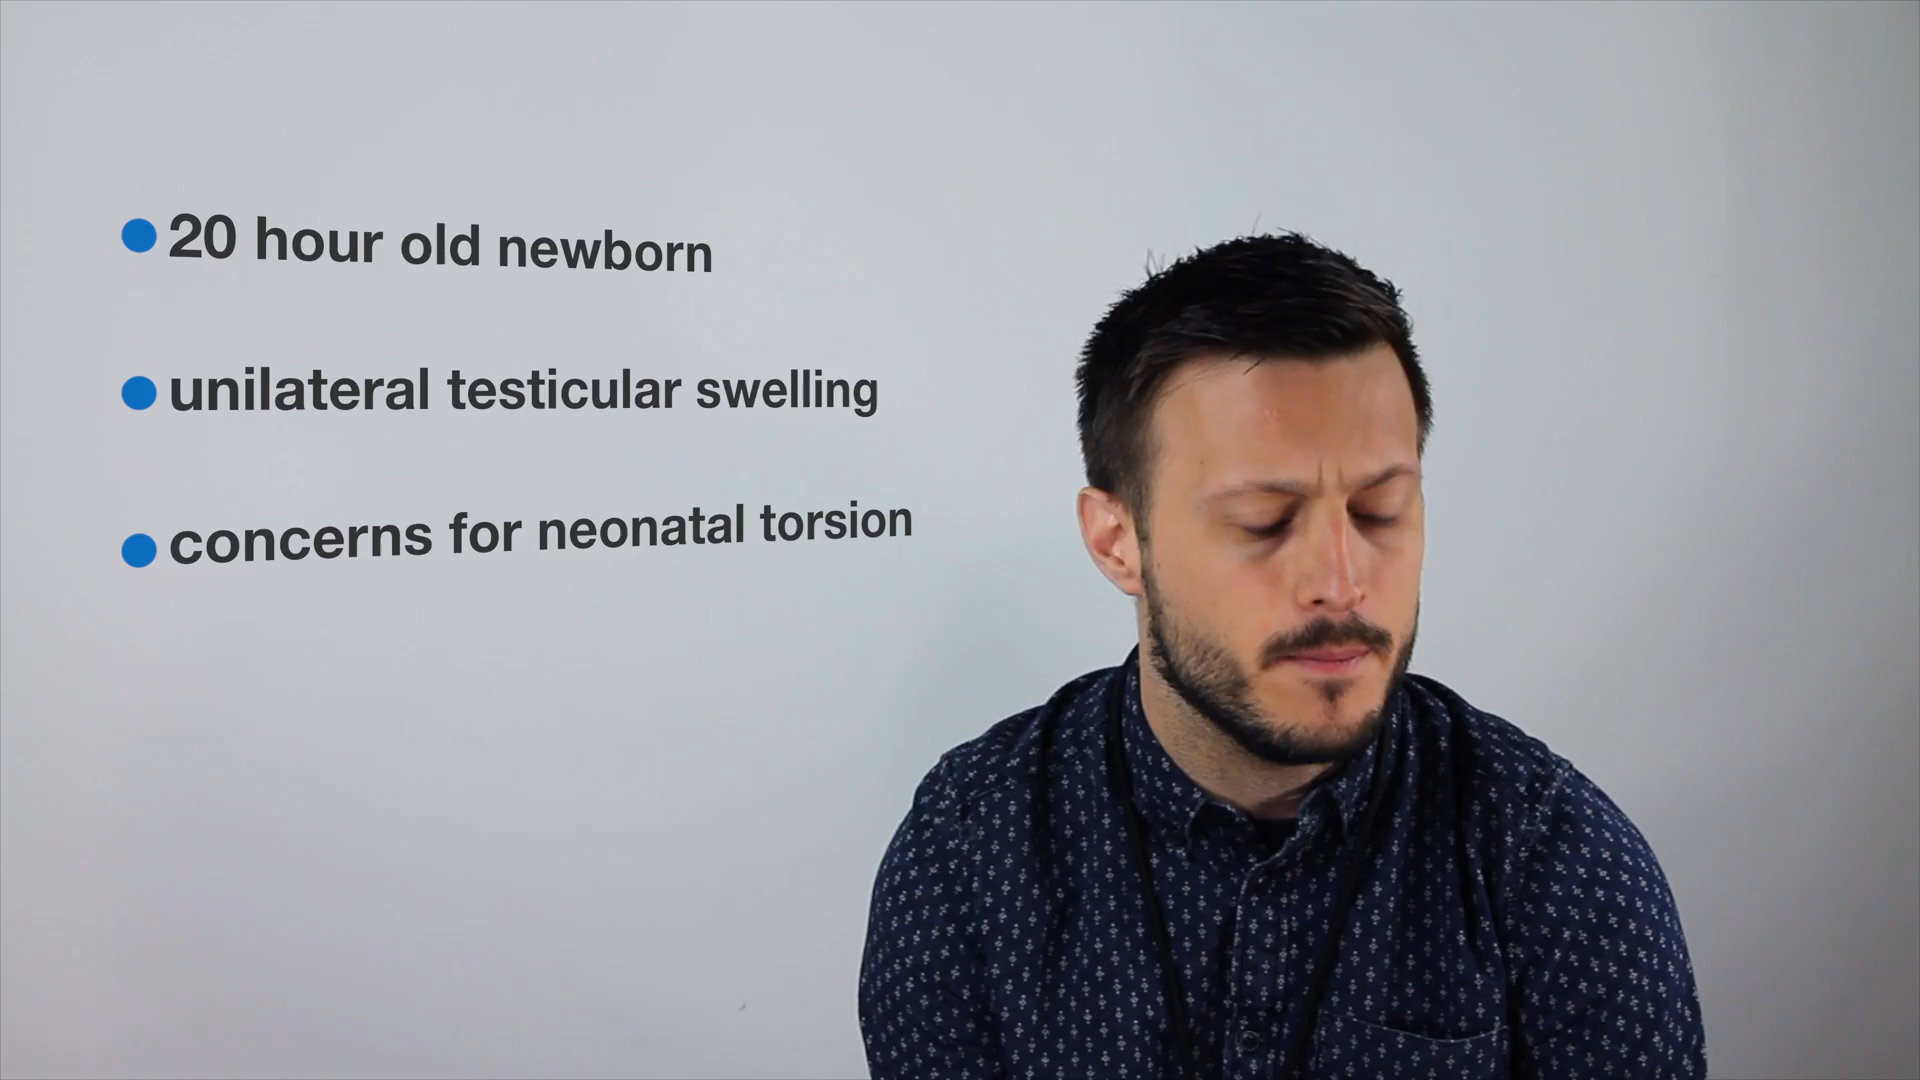 20 hour old newborn
unilateral testicular swelling
concerns for neonatal torsion